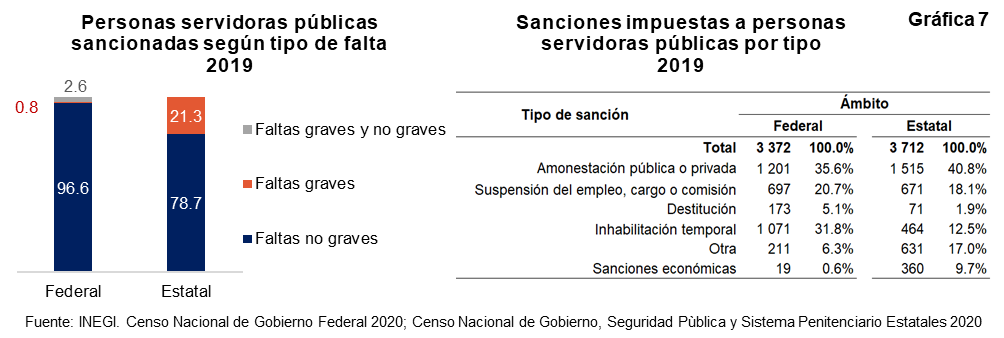 Gráfica 7
Personas servidoras públicas
sancionadas según tipo de falta
2019
2.6
0.8
96.6
21.3
78.7
Federal
Estatal
Faltas graves y no graves
Faltas graves
Faltas no graves
Sanciones impuestas a personas
servidoras públicas por tipo
2019
Tipo de sanción
Ámbito
Federal Estatal
Total 3 372 100.0% 3 712 100.0%
Amonestación pública o privada 1 201 35.6% 1 515 40.8%
Suspensión del empleo, cargo o comisión 697 20.7% 671 18.1%
Destitución 173 5.1% 71 1.9%
Inhabilitación temporal 1 071 31.8% 464 12.5%
Otra 211 6.3% 631 17.0%
Sanciones económicas 19 0.6% 360 9.7%
Fuente: INEGI. Censo Nacional de Gobierno Federal 2020; Censo Nacional de Gobierno, Seguridad Pùblica y Sistema Penitenciario Estatales 2020